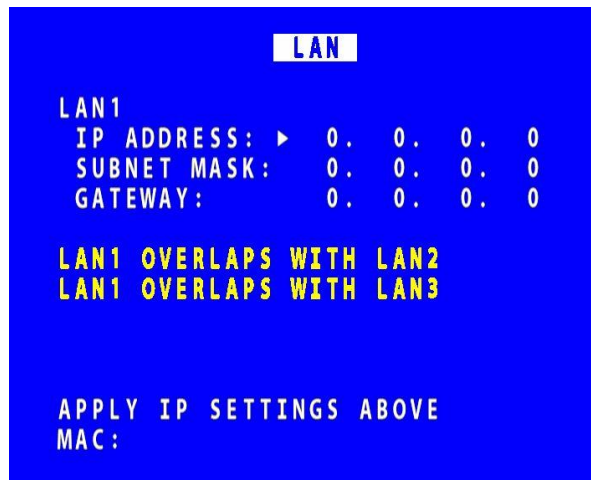 LAN
LAN1
IP ADDRESS: ▶ 0. 0. 0. 0
SUBNET MASK: 0. 0. 0. 0
GATEWAY: 0. 0. 0. 0
LAN1 OVERLAPS WITH LAN2
LAN1 OVERLAPS WITH LAN3
APPLY IP SETTINGS ABOVE
MAC: